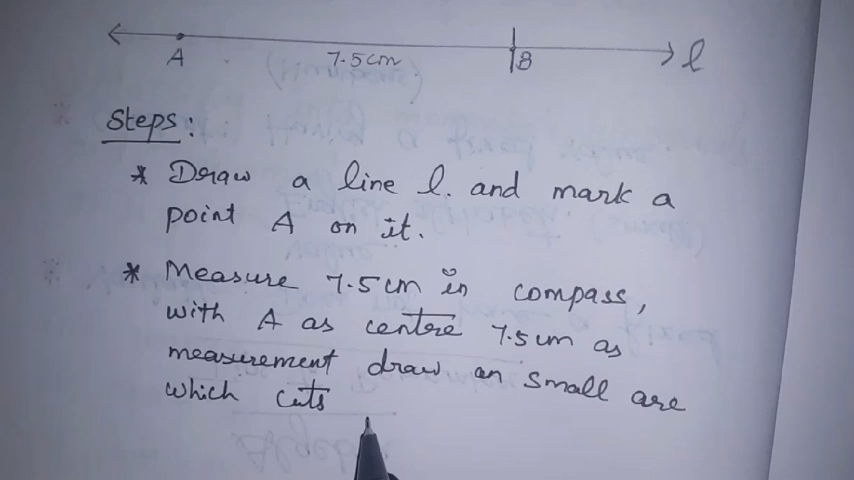 A 7.5cm B l
Steps:
* Draw a line l. and mark a
point A on it.
* Measure 7.5cm in compass,
with A as centre 7.5cm as
measurement draw an small arc
which cuts